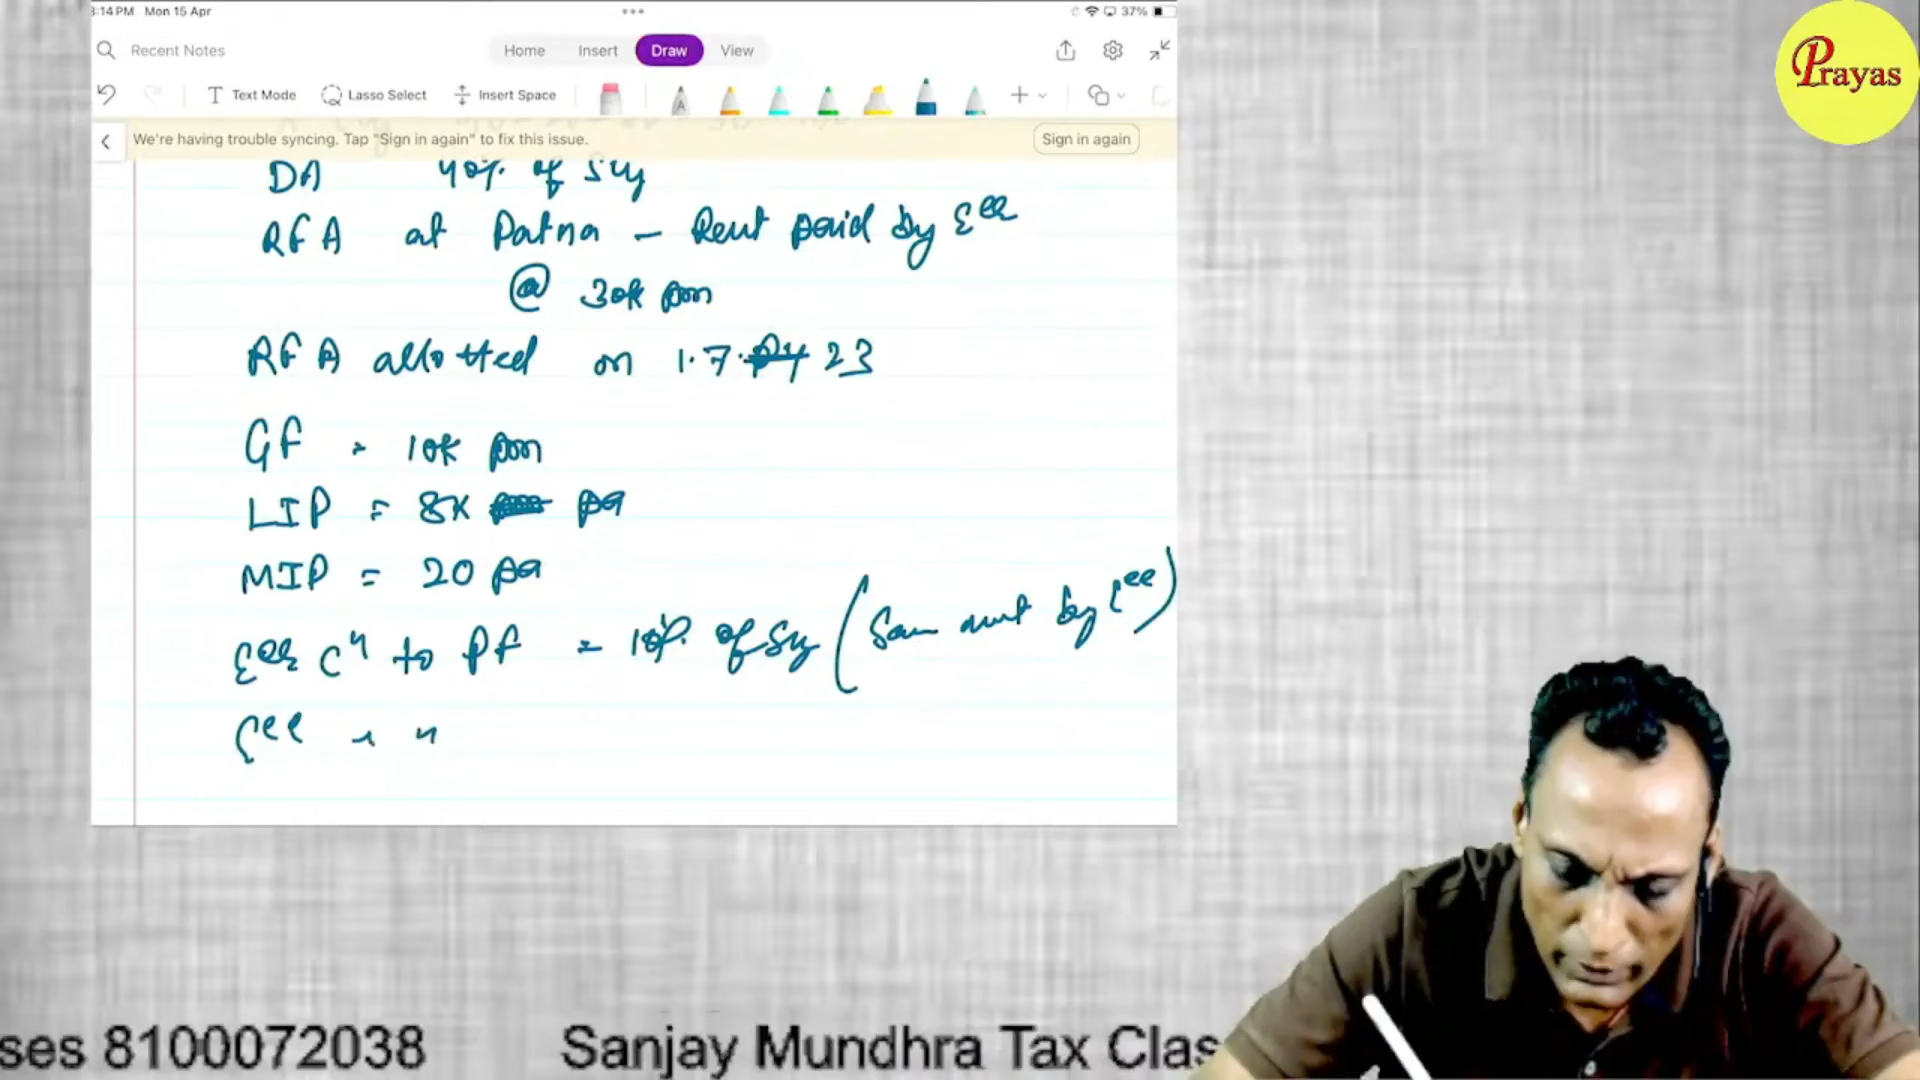 3:14 PM Mon 15 Apr
37%
Prayas
Recent Notes
Home Insert Draw View
Text Mode Lasso Select Insert Space
We're having trouble syncing. Tap "Sign in again" to fix this issue. Sign in again
DA 40% of Sly
RFA at Patna - Rent paid by Eer
@ 30k pm
RFA allotted on 1.7. 23
GF = 10k pm
LIP = 8K pa
MIP = 20 pa
Eer Cn to PF = 10% of Sly (Sam amt by Eee)
Eee " "
ses 8100072038 Sanjay Mundhra Tax Clas